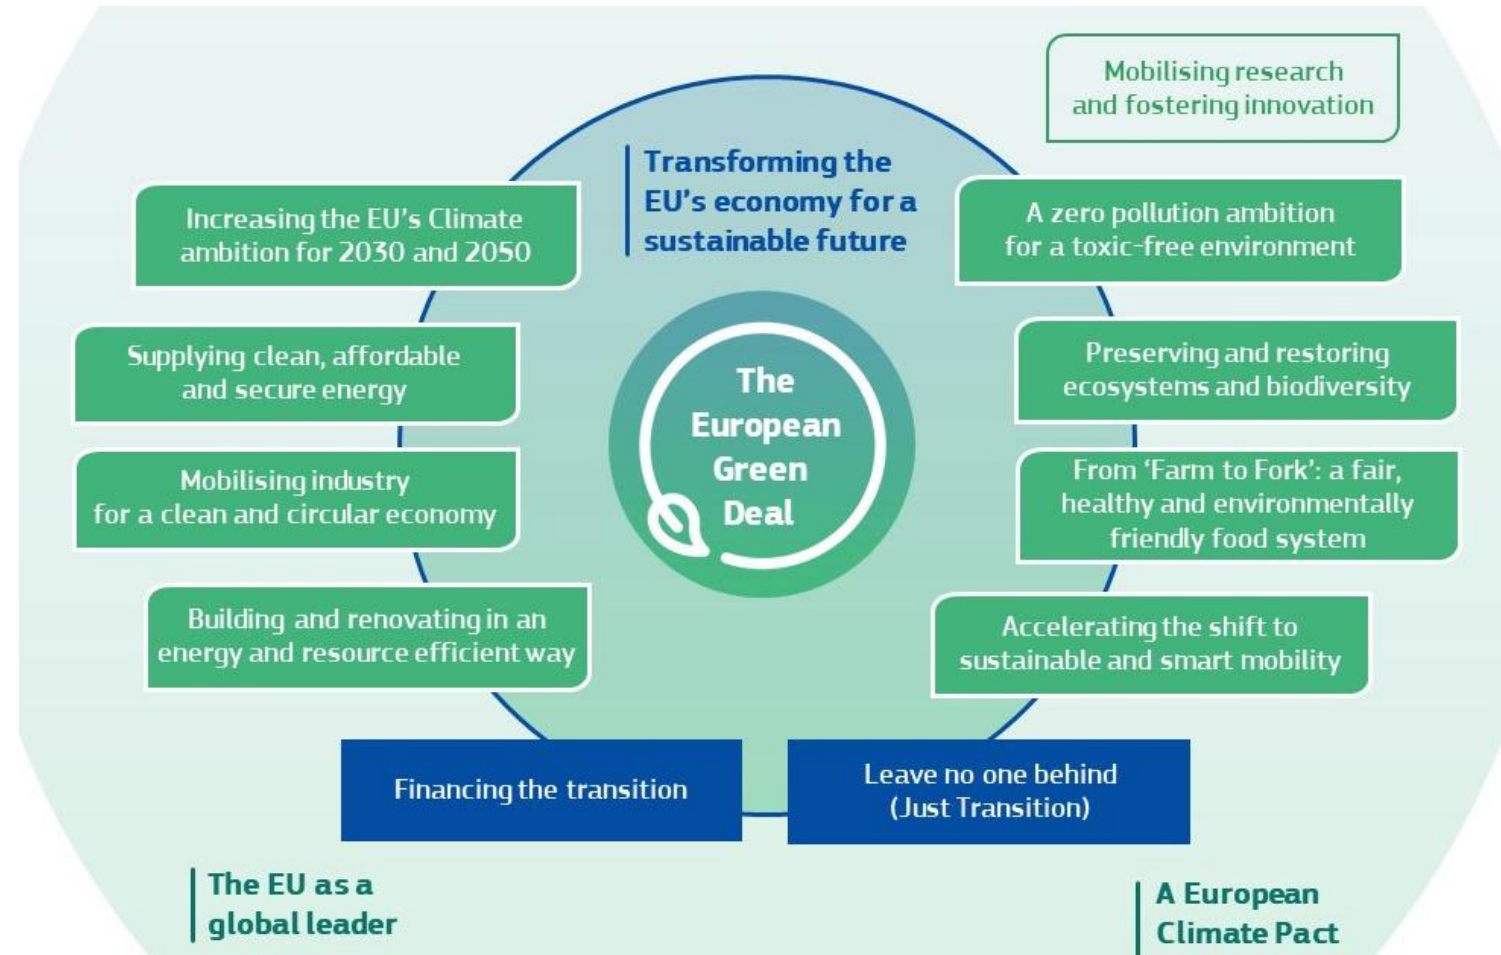 Mobilising research
and fostering innovation
Transforming the
EU's economy for a
sustainable future
Increasing the EU's Climate
ambition for 2030 and 2050
A zero pollution ambition
for a toxic-free environment
Supplying clean, affordable
and secure energy
Preserving and restoring
ecosystems and biodiversity
The
European
Green
Deal
Mobilising industry
for a clean and circular economy
From ‘Farm to Fork’: a fair,
healthy and environmentally
friendly food system
Building and renovating in an
energy and resource efficient way
Accelerating the shift to
sustainable and smart mobility
Financing the transition
Leave no one behind
(Just Transition)
The EU as a
global leader
A European
Climate Pact